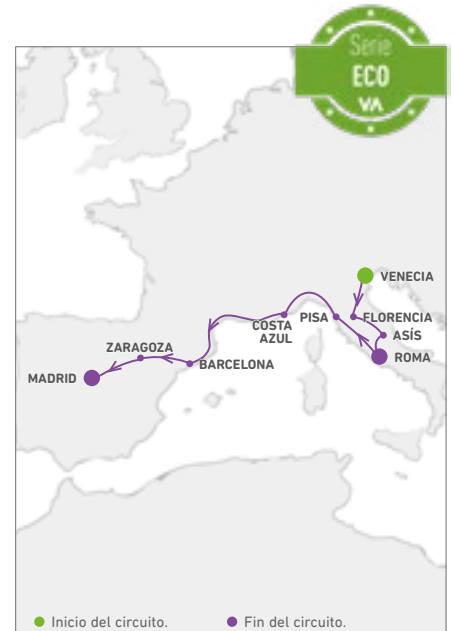 Serie
ECO
VA
VENECIA
FLORENCIA
PISA
COSTA
AZUL
ASÍS
ROMA
ZARAGOZA
BARCELONA
MADRID
Inicio del circuito.
Fin del circuito.